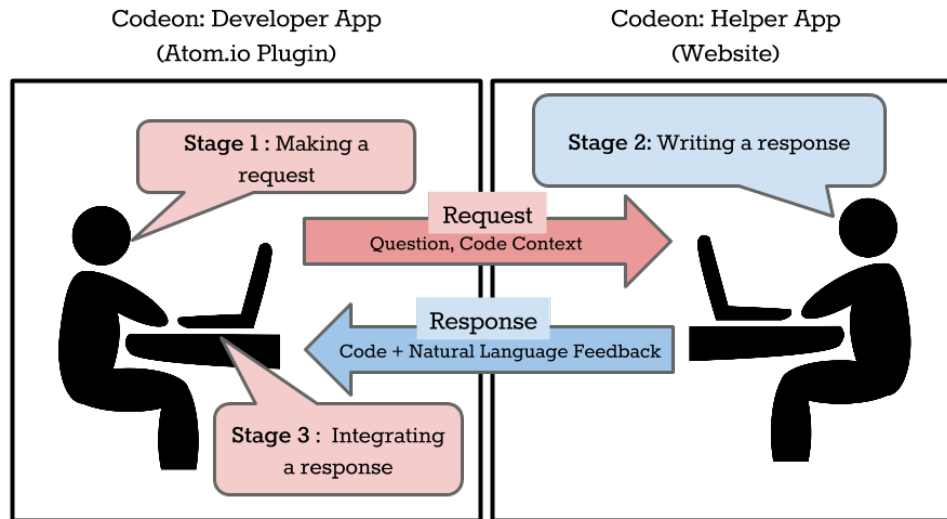 Codeon: Developer App
(Atom.io Plugin)
Codeon: Helper App
(Website)
Stage 1 : Making a
request
Stage 2: Writing a response
Request
Question, Code Context
Response
Code + Natural Language Feedback
Stage 3 : Integrating
a response